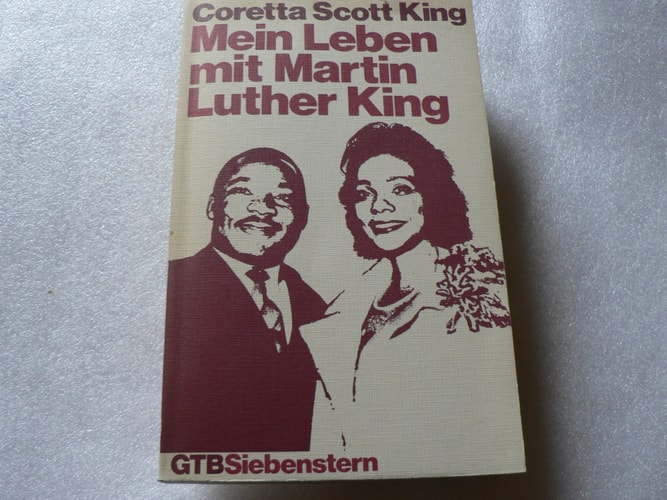 Coretta Scott King
Mein Leben
mit Martin
Luther King
GTBSiebenstern